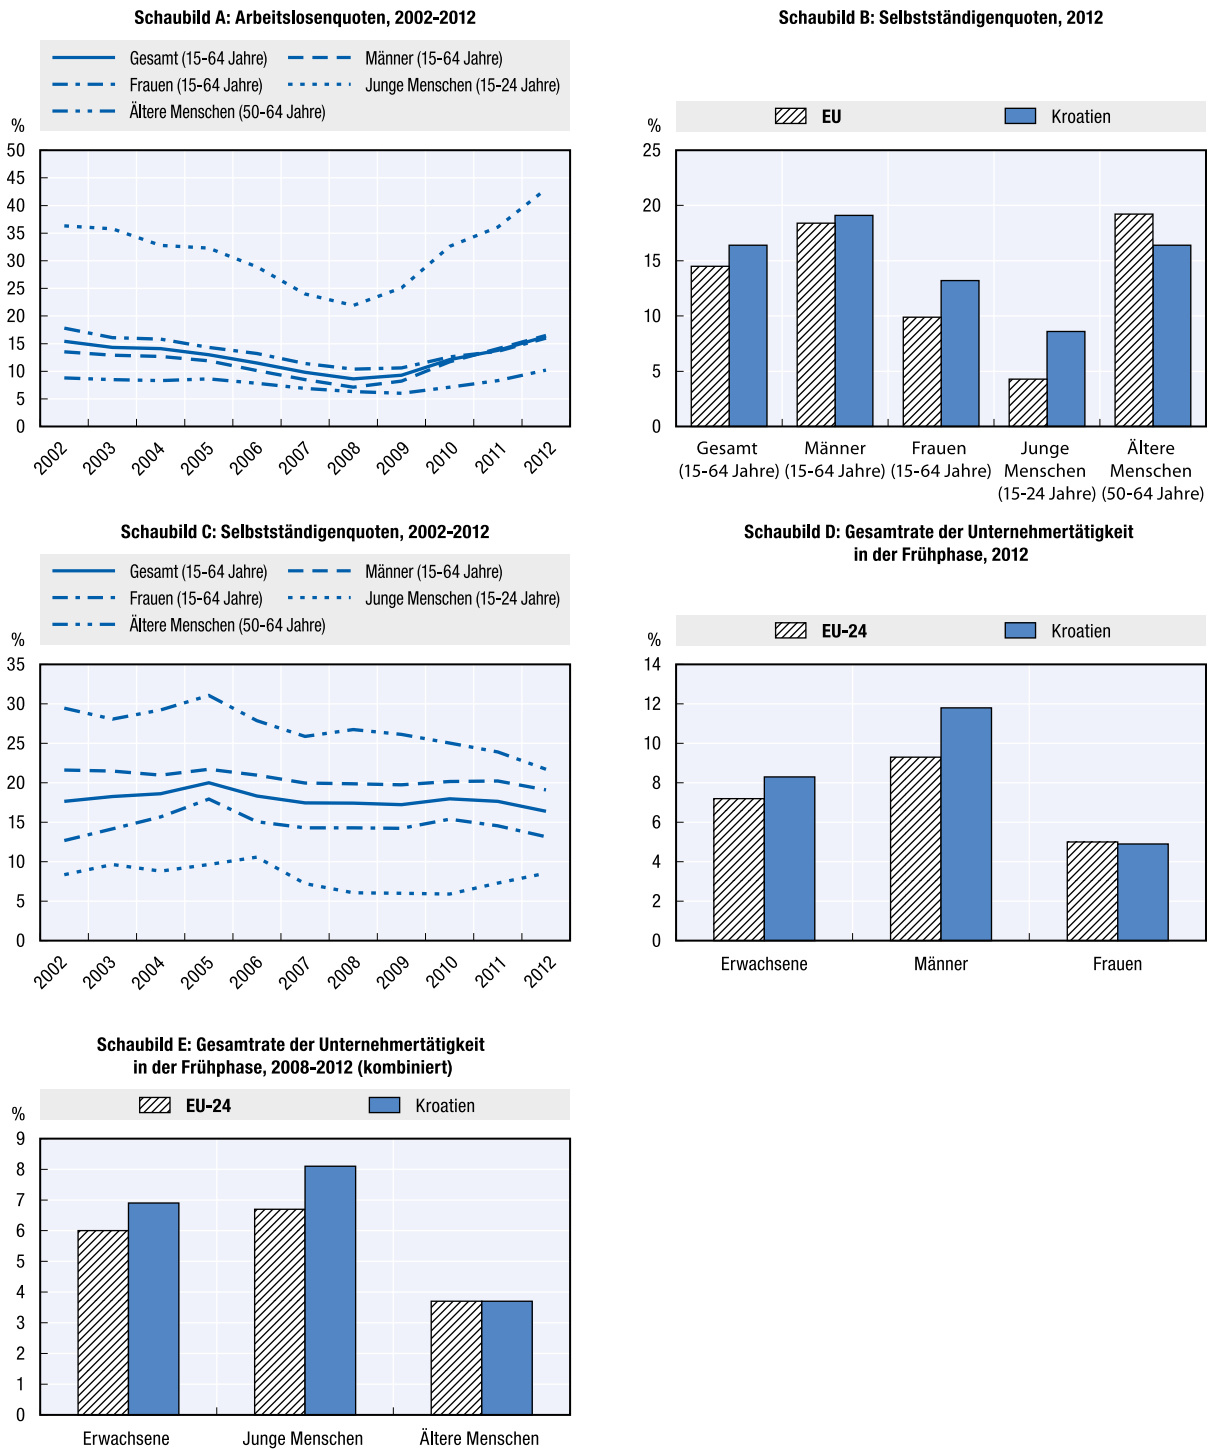 Schaubild A: Arbeitslosenquoten, 2002-2012
Gesamt (15-64 Jahre)
Männer (15-64 Jahre)
Frauen (15-64 Jahre)
Junge Menschen (15-24 Jahre)
Ältere Menschen (50-64 Jahre)
%
50
45
40
35
30
25
20
15
10
5
0
2002
2003
2004
2005
2006
2007
2008
2009
2010
2011
2012
Schaubild B: Selbstständigenquoten, 2012
EU
Kroatien
%
25
20
15
10
5
0
Gesamt
(15-64 Jahre)
Männer
(15-64 Jahre)
Frauen
(15-64 Jahre)
Junge
Menschen
(15-24 Jahre)
Ältere
Menschen
(50-64 Jahre)
Schaubild C: Selbstständigenquoten, 2002-2012
Gesamt (15-64 Jahre)
Männer (15-64 Jahre)
Frauen (15-64 Jahre)
Junge Menschen (15-24 Jahre)
Ältere Menschen (50-64 Jahre)
%
35
30
25
20
15
10
5
0
2002
2003
2004
2005
2006
2007
2008
2009
2010
2011
2012
Schaubild D: Gesamtrate der Unternehmertätigkeit
in der Frühphase, 2012
EU-24
Kroatien
%
14
12
10
8
6
4
2
0
Erwachsene
Männer
Frauen
Schaubild E: Gesamtrate der Unternehmertätigkeit
in der Frühphase, 2008-2012 (kombiniert)
EU-24
Kroatien
%
9
8
7
6
5
4
3
2
1
0
Erwachsene
Junge Menschen
Ältere Menschen